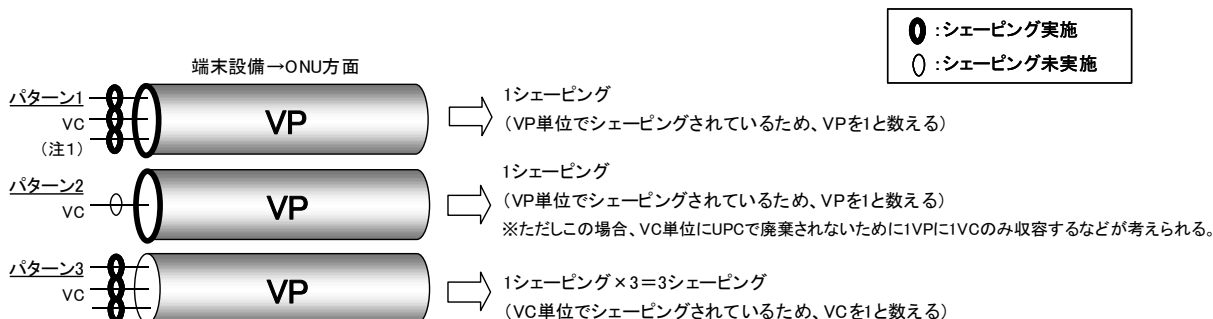 :シェーピング実施
:シェーピング未実施
端末設備→ONU方面
パターン1
VC
(注1)
VP
1シェーピング
(VP単位でシェーピングされているため、VPを1と数える)
パターン2
VC
VP
1シェーピング
(VP単位でシェーピングされているため、VPを1と数える)
※ただしこの場合、VC単位にUPCで廃棄されないために1VPに1VCのみ収容するなどが考えられる。
パターン3
VC
VP
1シェーピング×3=3シェーピング
(VC単位でシェーピングされているため、VCを1と数える)